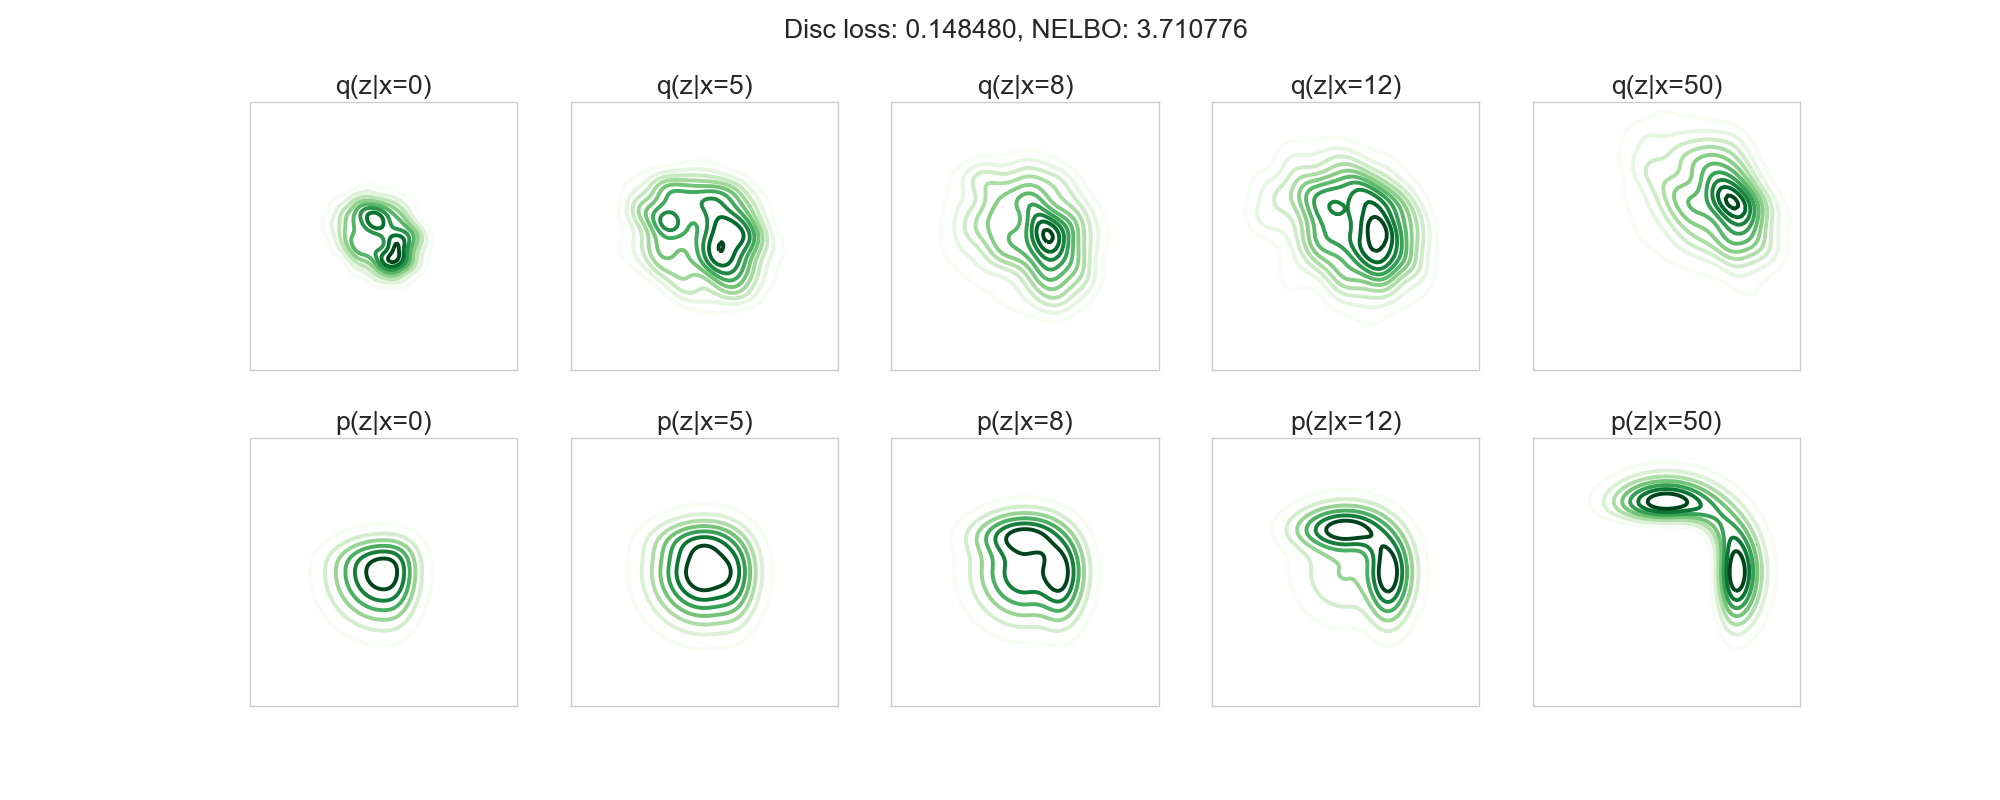 Disc loss: 0.148480, NELBO: 3.710776
q(z|x=0) q(z|x=5) q(z|x=8) q(z|x=12) q(z|x=50)
p(z|x=0) p(z|x=5) p(z|x=8) p(z|x=12) p(z|x=50)